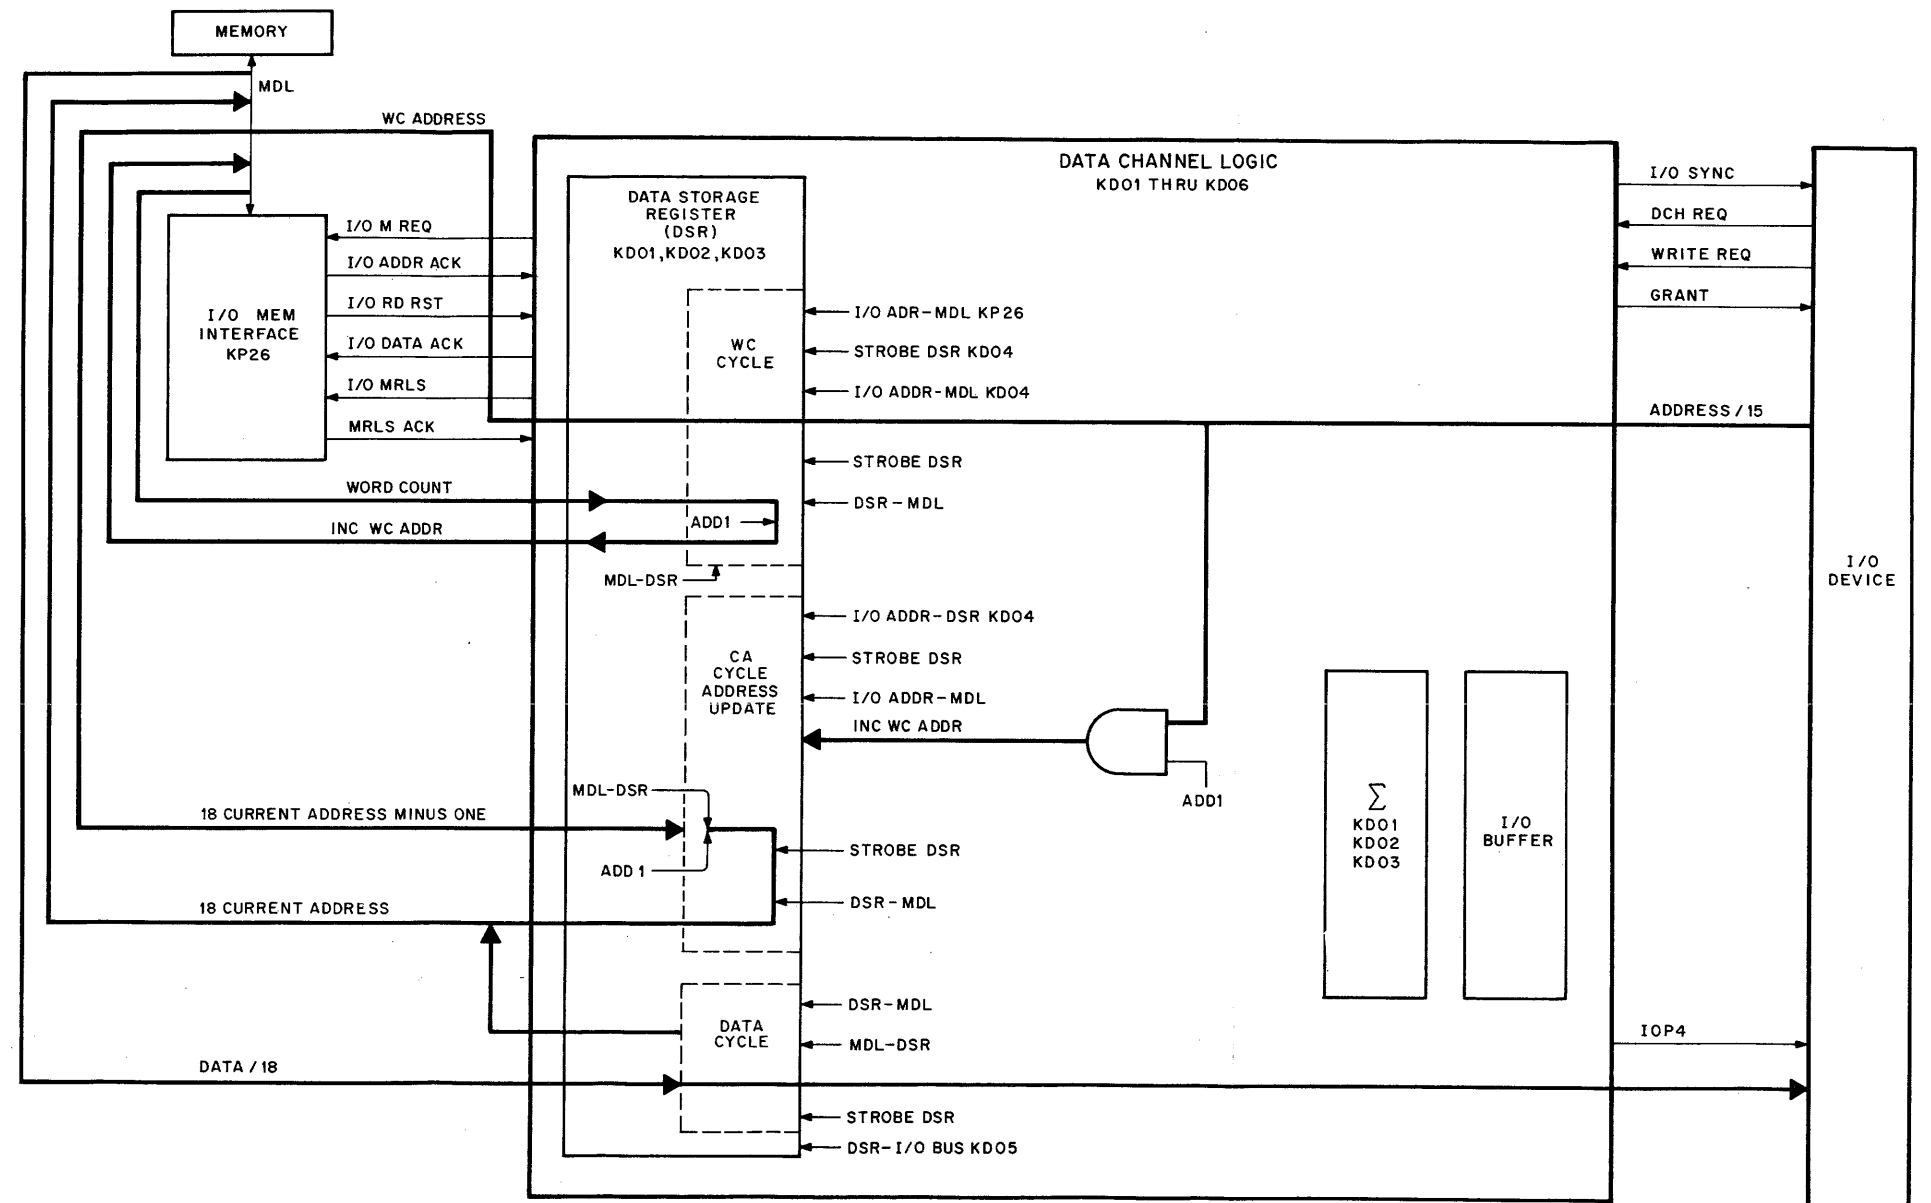 MEMORY
MDL
WC ADDRESS
DATA CHANNEL LOGIC
KD01 THRU KD06
DATA STORAGE
REGISTER
(DSR)
KD01,KD02,KD03
I/O MEM
INTERFACE
KP26
I/O M REQ
I/O ADDR ACK
I/O RD RST
I/O DATA ACK
I/O MRLS
MRLS ACK
WC
CYCLE
I/O ADR-MDL KP26
STROBE DSR KD04
I/O ADDR-MDL KD04
STROBE DSR
DSR-MDL
I/O SYNC
DCH REQ
WRITE REQ
GRANT
ADDRESS/15
I/O
DEVICE
WORD COUNT
ADD1
INC WC ADDR
MDL-DSR
CA
CYCLE
ADDRESS
UPDATE
I/O ADDR-DSR KD04
STROBE DSR
I/O ADDR-MDL
INC WC ADDR
ADD1
MDL-DSR
18 CURRENT ADDRESS MINUS ONE
ADD 1
STROBE DSR
DSR-MDL
18 CURRENT ADDRESS
Σ
KD01
KD02
KD03
I/O
BUFFER
DATA
CYCLE
DSR-MDL
MDL-DSR
IOP4
DATA/18
STROBE DSR
DSR-I/O BUS KD05